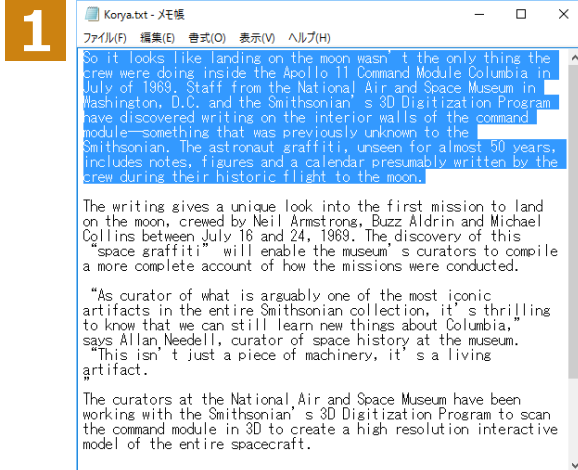 1
Korya.txt - メモ帳
ファイル(F) 編集(E) 書式(O) 表示(V) ヘルプ(H)
So it looks like landing on the moon wasn’t the only thing the
crew were doing inside the Apollo 11 Command Module Columbia in
July of 1969. Staff from the National Air and Space Museum in
Washington, D.C. and the Smithsonian’s 3D Digitization Program
have discovered writing on the interior walls of the command
module—something that was previously unknown to the
Smithsonian. The astronaut graffiti, unseen for almost 50 years,
includes notes, figures and a calendar presumably written by the
crew during their historic flight to the moon.
The writing gives a unique look into the first mission to land
on the moon, crewed by Neil Armstrong, Buzz Aldrin and Michael
Collins between July 16 and 24, 1969. The discovery of this
“space graffiti” will enable the museum’s curators to compile
a more complete account of how the missions were conducted.
“As curator of what is arguably one of the most iconic
artifacts in the entire Smithsonian collection, it’s thrilling
to know that we can still learn new things about Columbia,”
says Allan Needell, curator of space history at the museum.
“This isn’t just a piece of machinery, it’s a living
artifact.
”
The curators at the National Air and Space Museum have been
working with the Smithsonian’s 3D Digitization Program to scan
the command module in 3D to create a high resolution interactive
model of the entire spacecraft.